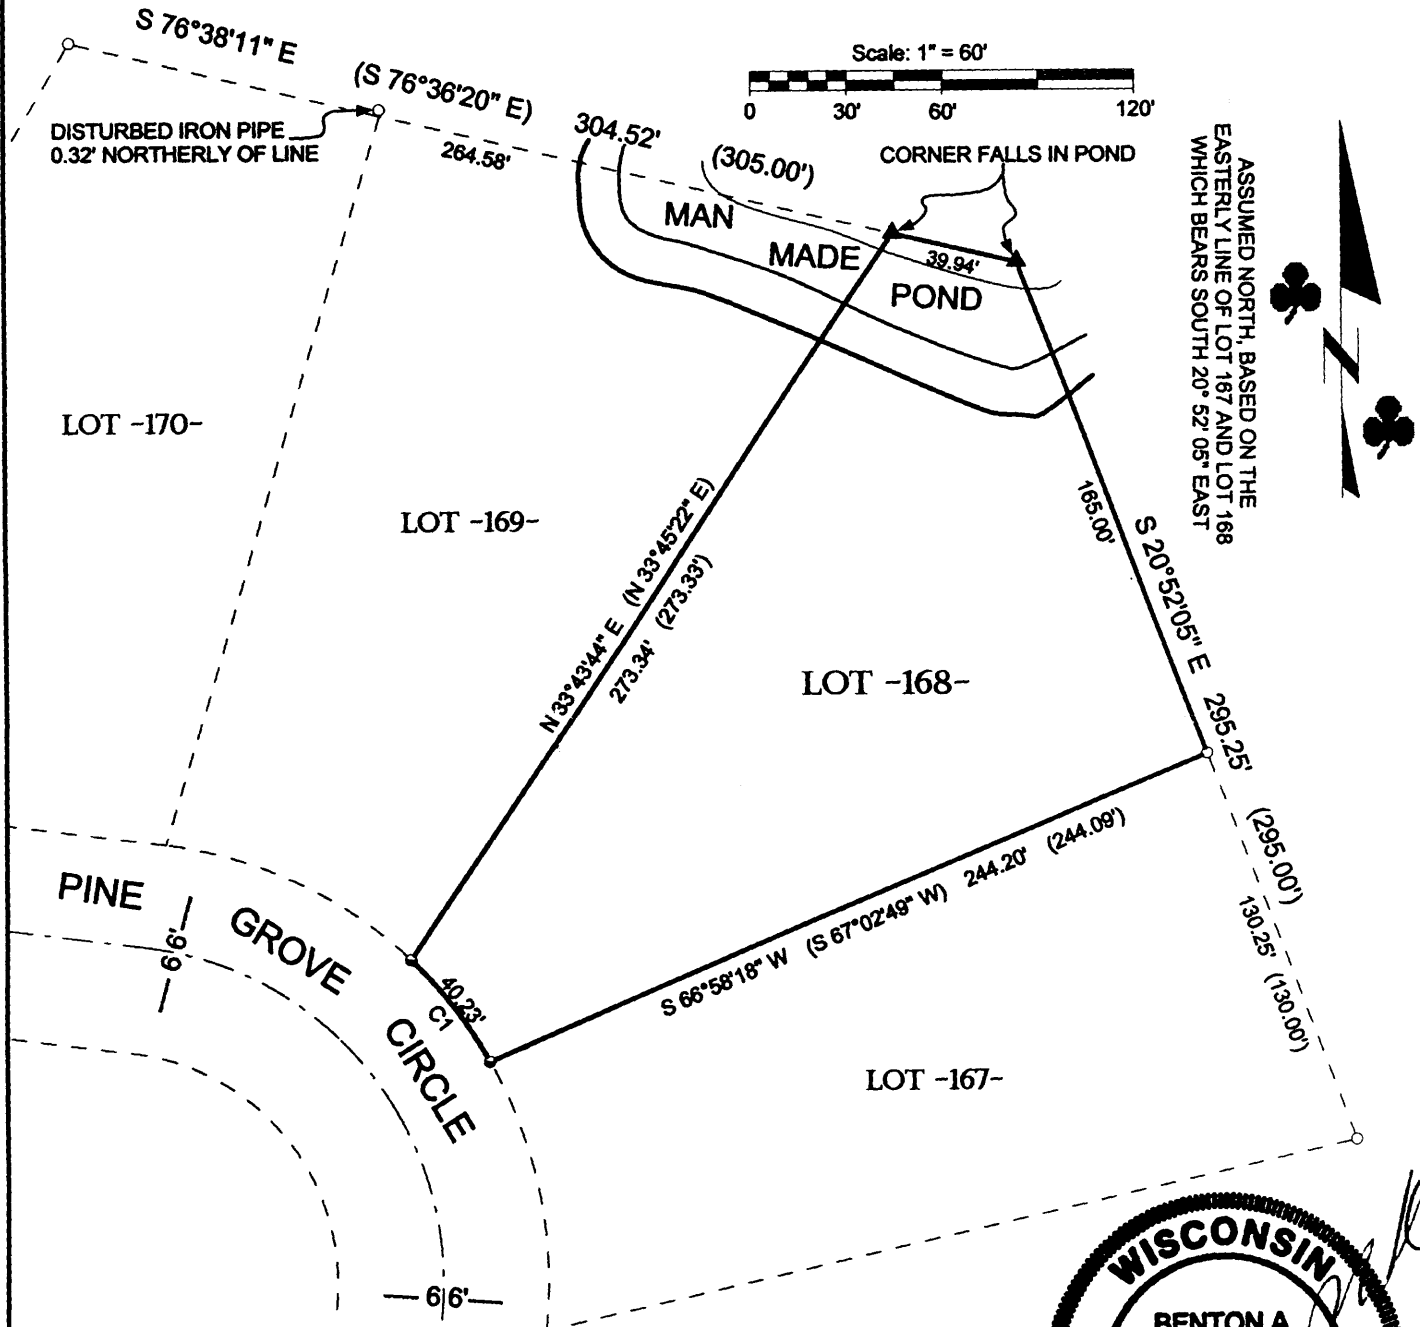 S 76°38'11" E
(S 76°36'20" E)
Scale: 1" = 60'
0 30' 60' 120'
DISTURBED IRON PIPE
0.32' NORTHERLY OF LINE
264.58'
304.52'
(305.00')
CORNER FALLS IN POND
MAN
MADE
POND
39.94'
ASSUMED NORTH, BASED ON THE
EASTERLY LINE OF LOT 167 AND LOT 168
WHICH BEARS SOUTH 20° 52' 05" EAST
LOT -170-
LOT -169-
N 33°43'44" E (N 33°45'22" E)
273.34' (273.33')
165.00'
S 20°52'05" E 295.25' (295.00')
LOT -168-
S 66°58'18" W (S 67°02'49" W) 244.20' (244.09')
130.25' (130.00')
PINE GROVE CIRCLE
40.23'
C1
LOT -167-
WISCONSIN
BENTON A